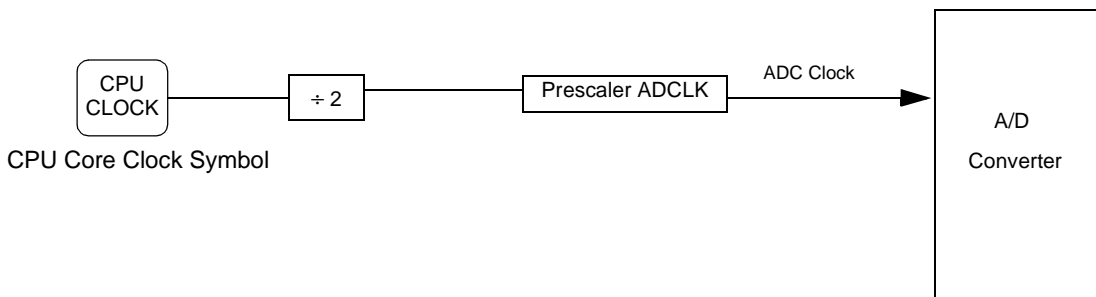 CPU
CLOCK
CPU Core Clock Symbol
÷ 2
Prescaler ADCLK
ADC Clock
A/D
Converter